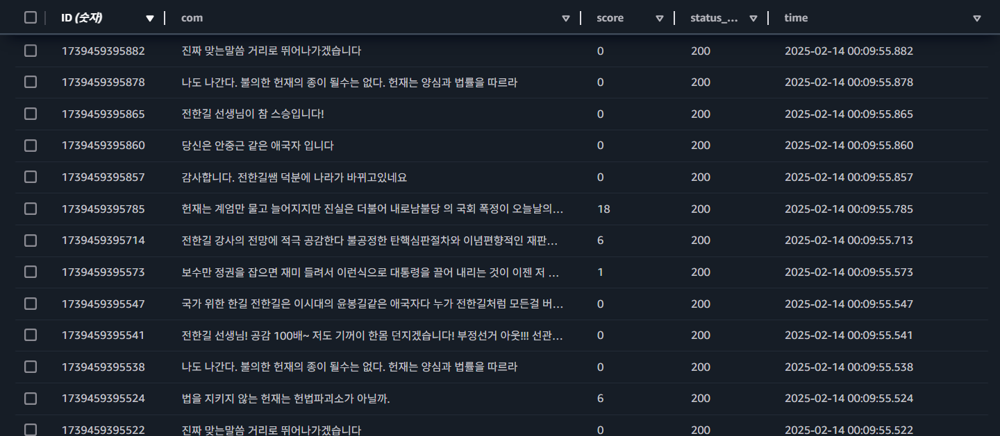 ID (숫자) com score status_... time
1739459395882 진짜 맞는말씀 거리로 뛰어나가겠습니다 0 200 2025-02-14 00:09:55.882
1739459395878 나도 나간다. 불의한 헌재의 종이 될수는 없다. 헌재는 양심과 법률을 따르라 0 200 2025-02-14 00:09:55.878
1739459395865 전한길 선생님이 참 스승입니다! 0 200 2025-02-14 00:09:55.865
1739459395860 당신은 안중근 같은 애국자 입니다 0 200 2025-02-14 00:09:55.860
1739459395857 감사합니다. 전한길쌤 덕분에 나라가 바뀌고있네요 0 200 2025-02-14 00:09:55.857
1739459395785 헌재는 계엄만 물고 늘어지지만 진실은 더불어 내로남불당 의 국회 폭정이 오늘날의... 18 200 2025-02-14 00:09:55.785
1739459395714 전한길 강사의 전망에 적극 공감한다 불공정한 탄핵심판절차와 이념편향적인 재판... 6 200 2025-02-14 00:09:55.713
1739459395573 보수만 정권을 잡으면 재미 들려서 이런식으로 대통령을 끌어 내리는 것이 이젠 저 ... 1 200 2025-02-14 00:09:55.573
1739459395547 국가 위한 한길 전한길은 이시대의 윤봉길같은 애국자다 누가 전한길처럼 모든걸 버... 0 200 2025-02-14 00:09:55.547
1739459395541 전한길 선생님! 공감 100배~ 저도 기꺼이 한몸 던지겠습니다! 부정선거 아웃!!! 선관... 0 200 2025-02-14 00:09:55.541
1739459395538 나도 나간다. 불의한 헌재의 종이 될수는 없다. 헌재는 양심과 법률을 따르라 0 200 2025-02-14 00:09:55.538
1739459395524 법을 지키지 않는 헌재는 헌법파괴소가 아닐까. 6 200 2025-02-14 00:09:55.524
1739459395522 진짜 맞는말씀 거리로 뛰어나가겠습니다 0 200 2025-02-14 00:09:55.522